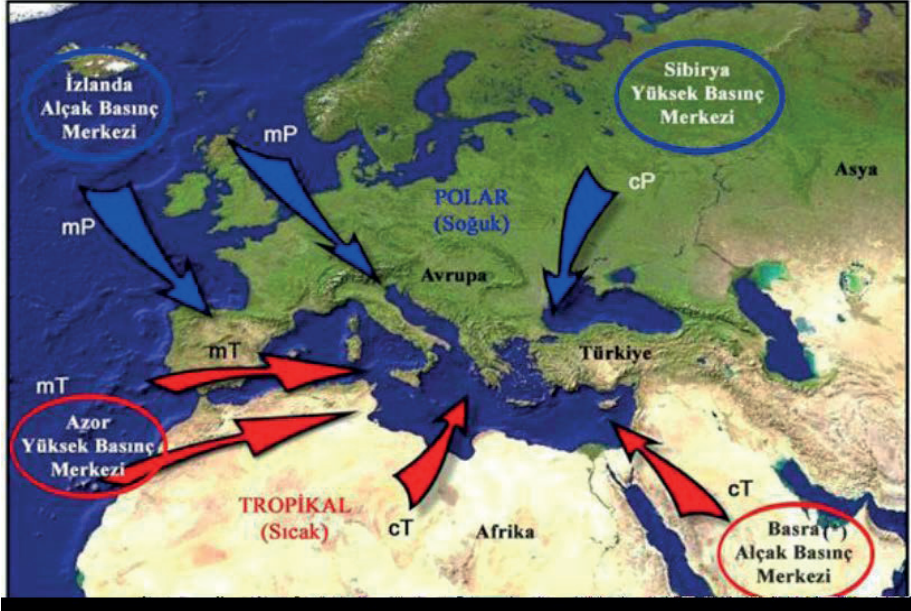 İzlanda
Alçak Basınç
Merkezi
Sibirya
Yüksek Basınç
Merkezi
mP
Asya
cP
POLAR
(Soğuk)
mP
Avrupa
Türkiye
mT
mT
Azor
Yüksek Basınç
Merkezi
cT
TROPİKAL
(Sıcak)
cT
Afrika
Basra(*)
Alçak Basınç
Merkezi